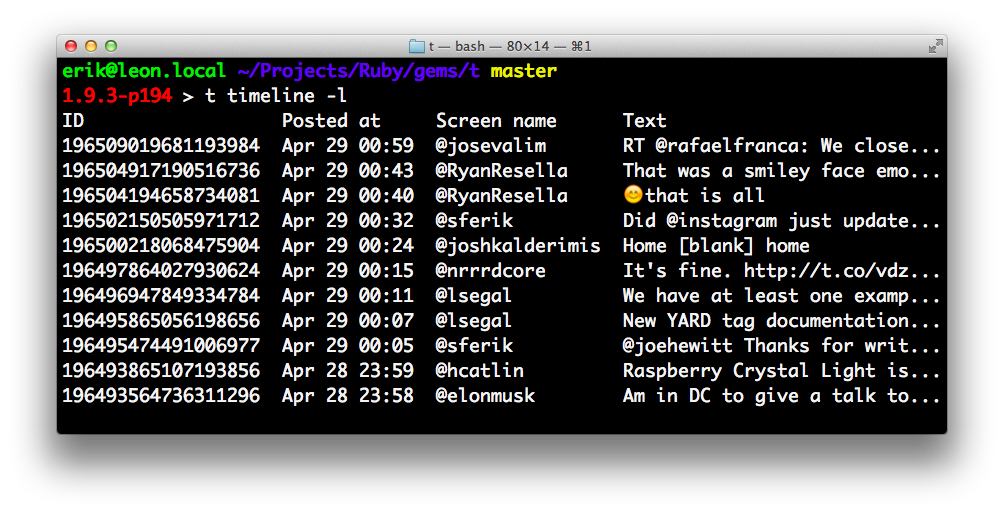 t — bash — 80×14 — ⌘1
erik@leon.local ~/Projects/Ruby/gems/t master
1.9.3-p194 > t timeline -l
ID                  Posted at     Screen name      Text
196509019681193984  Apr 29 00:59  @josevalim       RT @rafaelfranca: We close...
196504917190516736  Apr 29 00:43  @RyanResella     That was a smiley face emo...
196504194658734081  Apr 29 00:40  @RyanResella     😊that is all
196502150505971712  Apr 29 00:32  @sferik          Did @instagram just update...
196500218068475904  Apr 29 00:24  @joshkalderimis  Home [blank] home
196497864027930624  Apr 29 00:15  @nrrrdcore       It's fine. http://t.co/vdz...
196496947849334784  Apr 29 00:11  @lsegal          We have at least one examp...
196495865056198656  Apr 29 00:07  @lsegal          New YARD tag documentation...
196495474491006977  Apr 29 00:05  @sferik          @joehewitt Thanks for writ...
196493865107193856  Apr 28 23:59  @hcatlin         Raspberry Crystal Light is...
196493564736311296  Apr 28 23:58  @elonmusk        Am in DC to give a talk to...